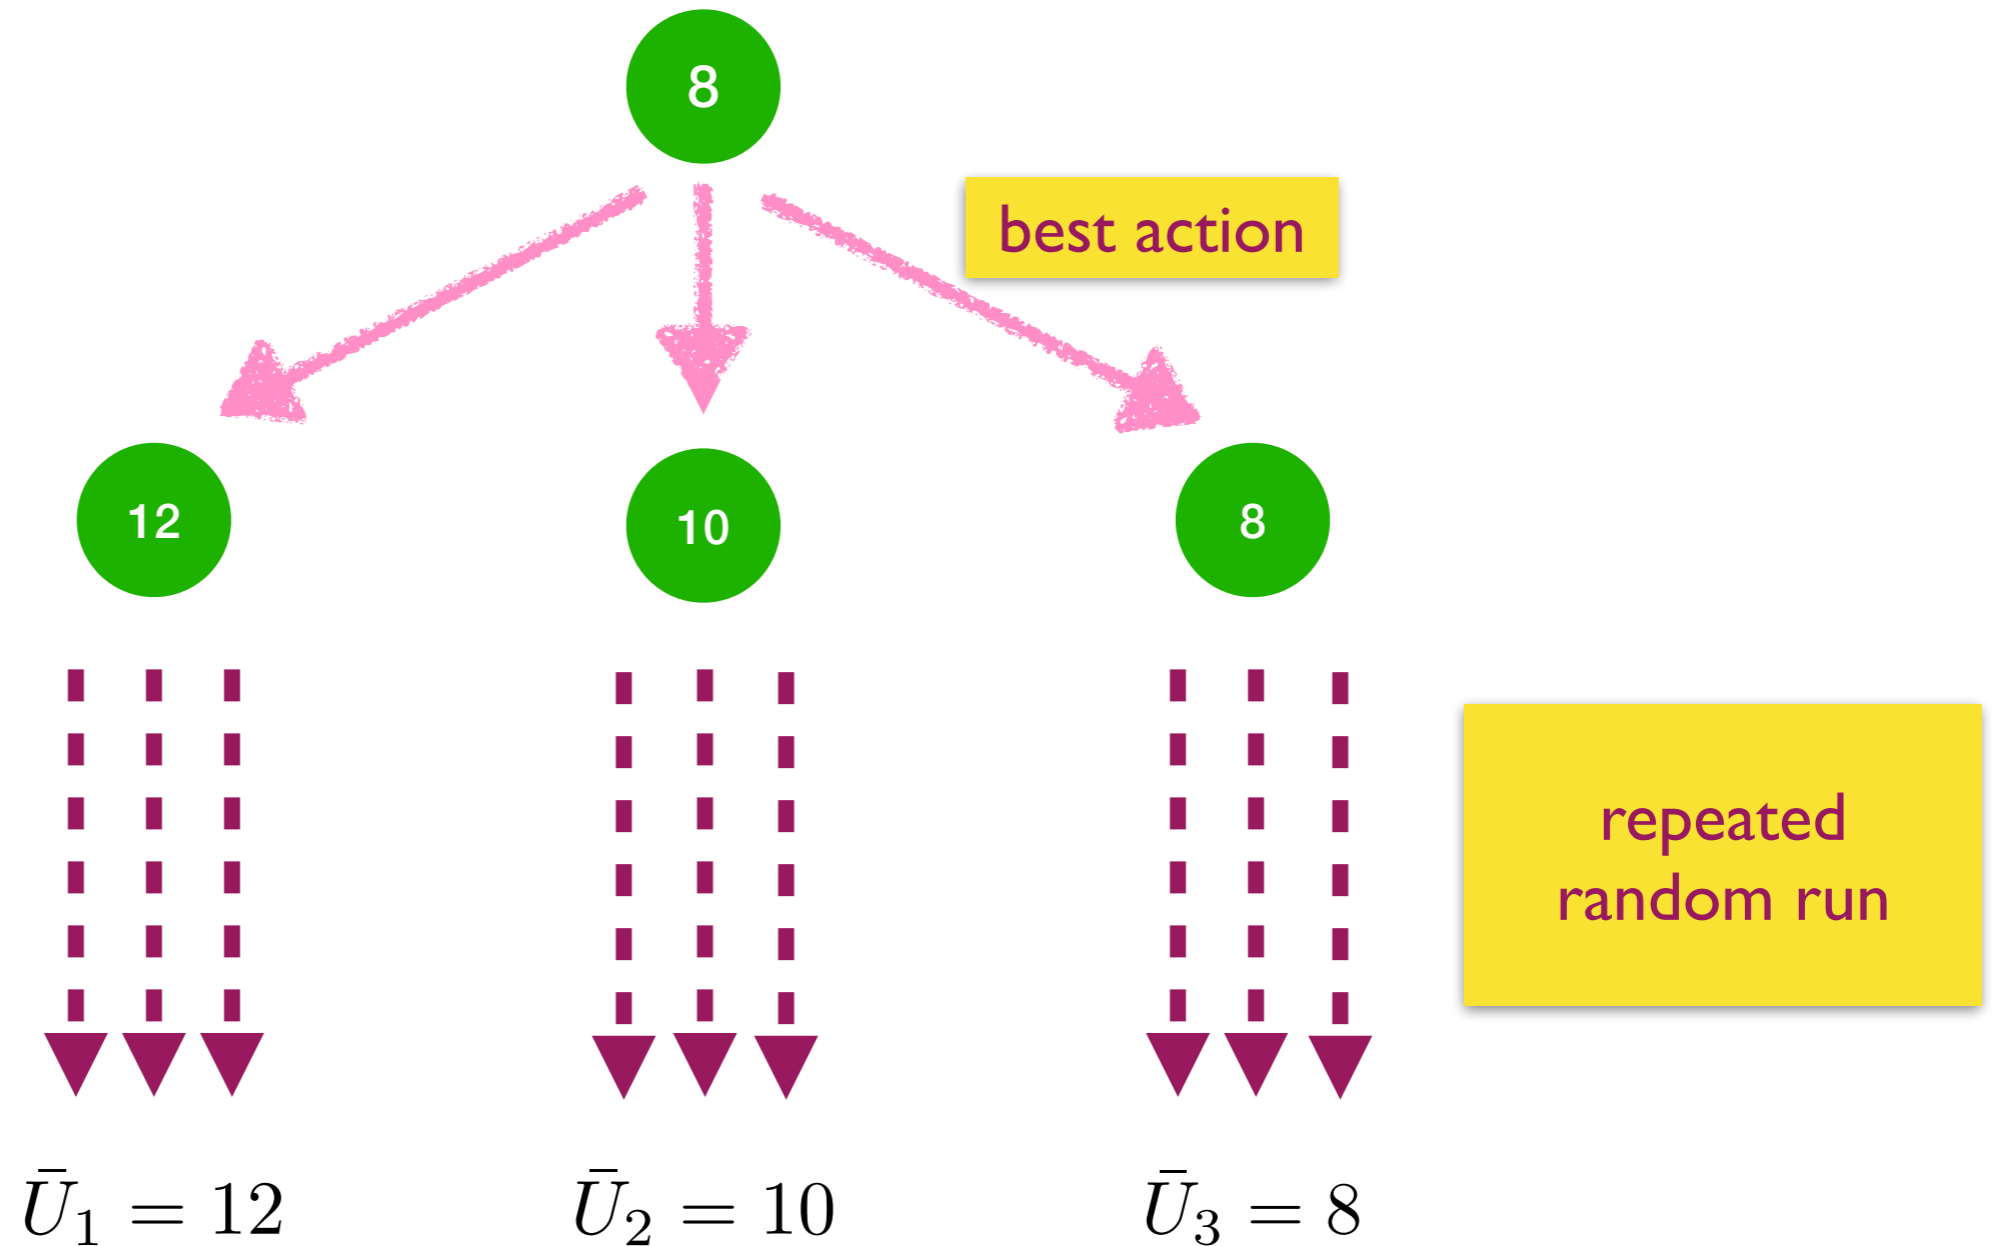 8
best action
12
10
8
repeated
random run
Ū₁ = 12
Ū₂ = 10
Ū₃ = 8